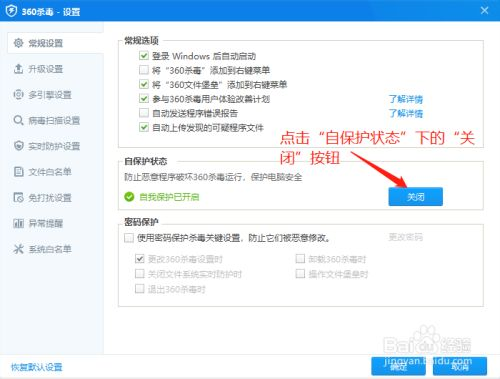 360杀毒 - 设置
常规设置
升级设置
多引擎设置
病毒扫描设置
实时防护设置
文件白名单
免打扰设置
异常提醒
系统白名单
常规选项
登录 Windows 后自动启动
将“360杀毒”添加到右键菜单
将“360文件堡垒”添加到右键菜单
参与360杀毒用户体验改善计划 了解详情
自动发送程序错误报告 了解详情
自动上传发现的可疑程序文件
点击“自保护状态”下的“关
闭”按钮
自保护状态
防止恶意程序破坏360杀毒运行，保护电脑安全
自我保护已开启 关闭
密码保护
使用密码保护杀毒关键设置，防止它们被恶意修改。 更改密码
更改360杀毒设置时 卸载360杀毒时
关闭文件系统实时防护时 操作文件堡垒时
退出360杀毒时
恢复默认设置 确定 取消
Baidu经验
jingyan.baidu.com